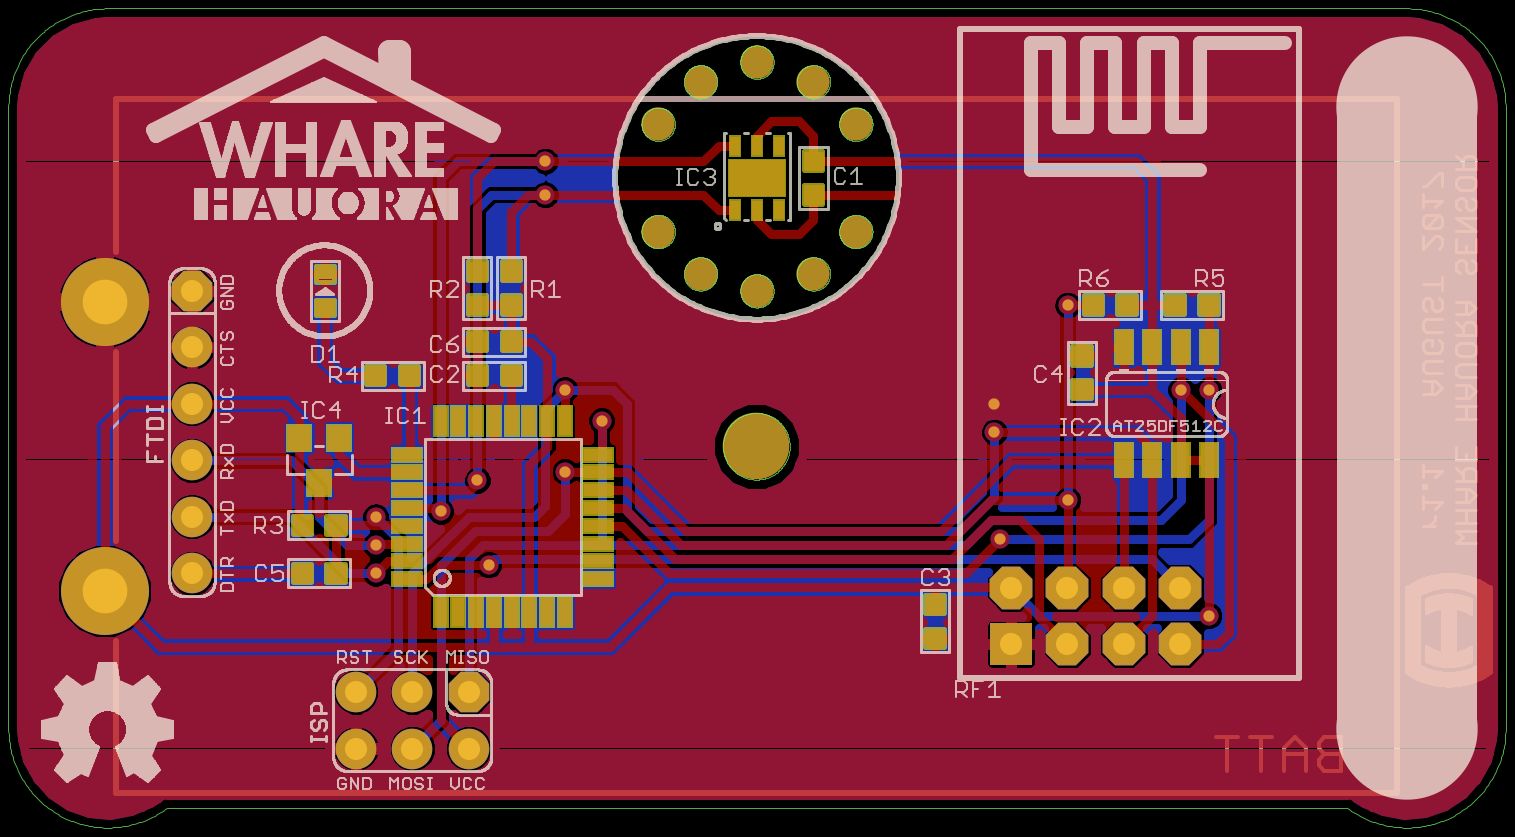 WHARE
HAUORA
IC3
C1
R2
R1
R6
R5
GND
CTS
VCC
RxD
TxD
DTR
FTDI
D1
C6
R4
C2
C4
IC4
IC1
IC2
AT25DF512C
R3
C5
C3
RF1
RST
SCK
MISO
ISP
GND
MOSI
VCC
BATT
WHARE HAUORA SENSOR
r1.1 AUGUST 2017